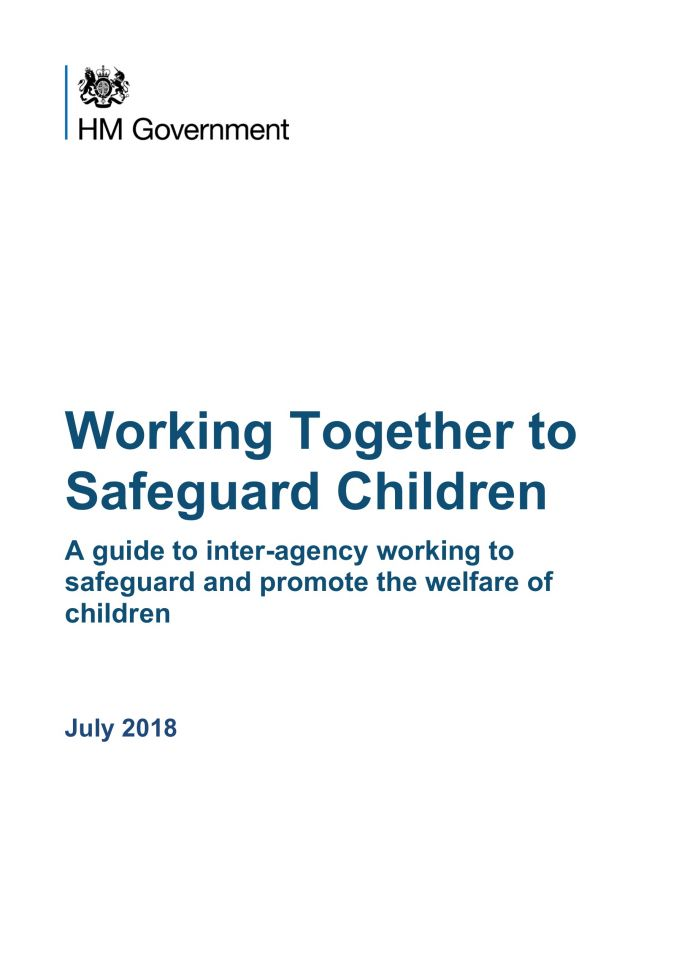 HM Government
Working Together to
Safeguard Children
A guide to inter-agency working to
safeguard and promote the welfare of
children
July 2018